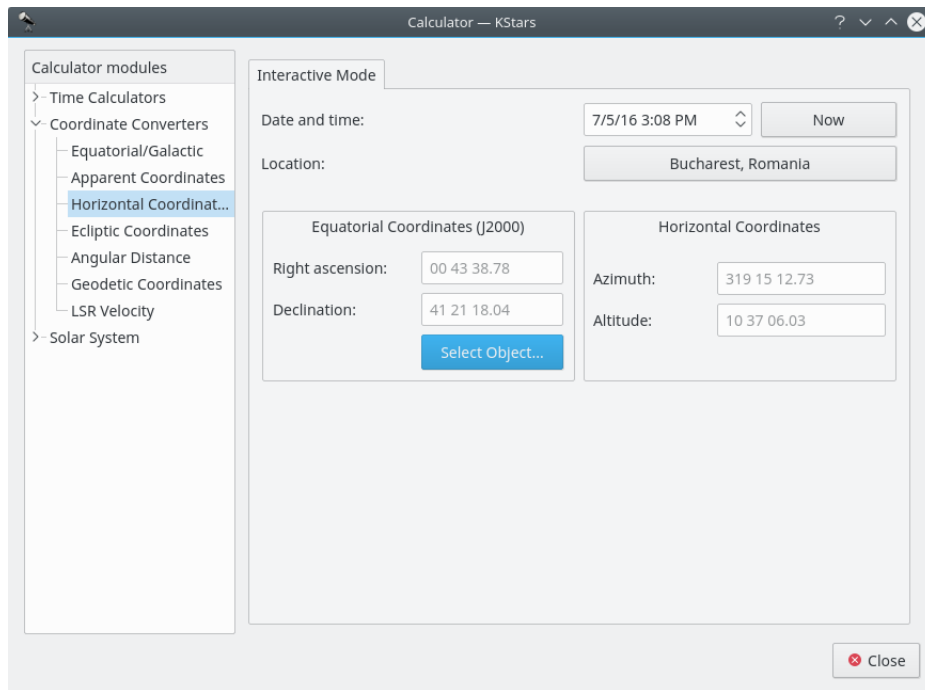 Calculator — KStars
Calculator modules
Time Calculators
Coordinate Converters
Equatorial/Galactic
Apparent Coordinates
Horizontal Coordinat...
Ecliptic Coordinates
Angular Distance
Geodetic Coordinates
LSR Velocity
Solar System
Interactive Mode
Date and time: 7/5/16 3:08 PM Now
Location: Bucharest, Romania
Equatorial Coordinates (J2000)
Right ascension: 00 43 38.78
Declination: 41 21 18.04
Select Object...
Horizontal Coordinates
Azimuth: 319 15 12.73
Altitude: 10 37 06.03
Close